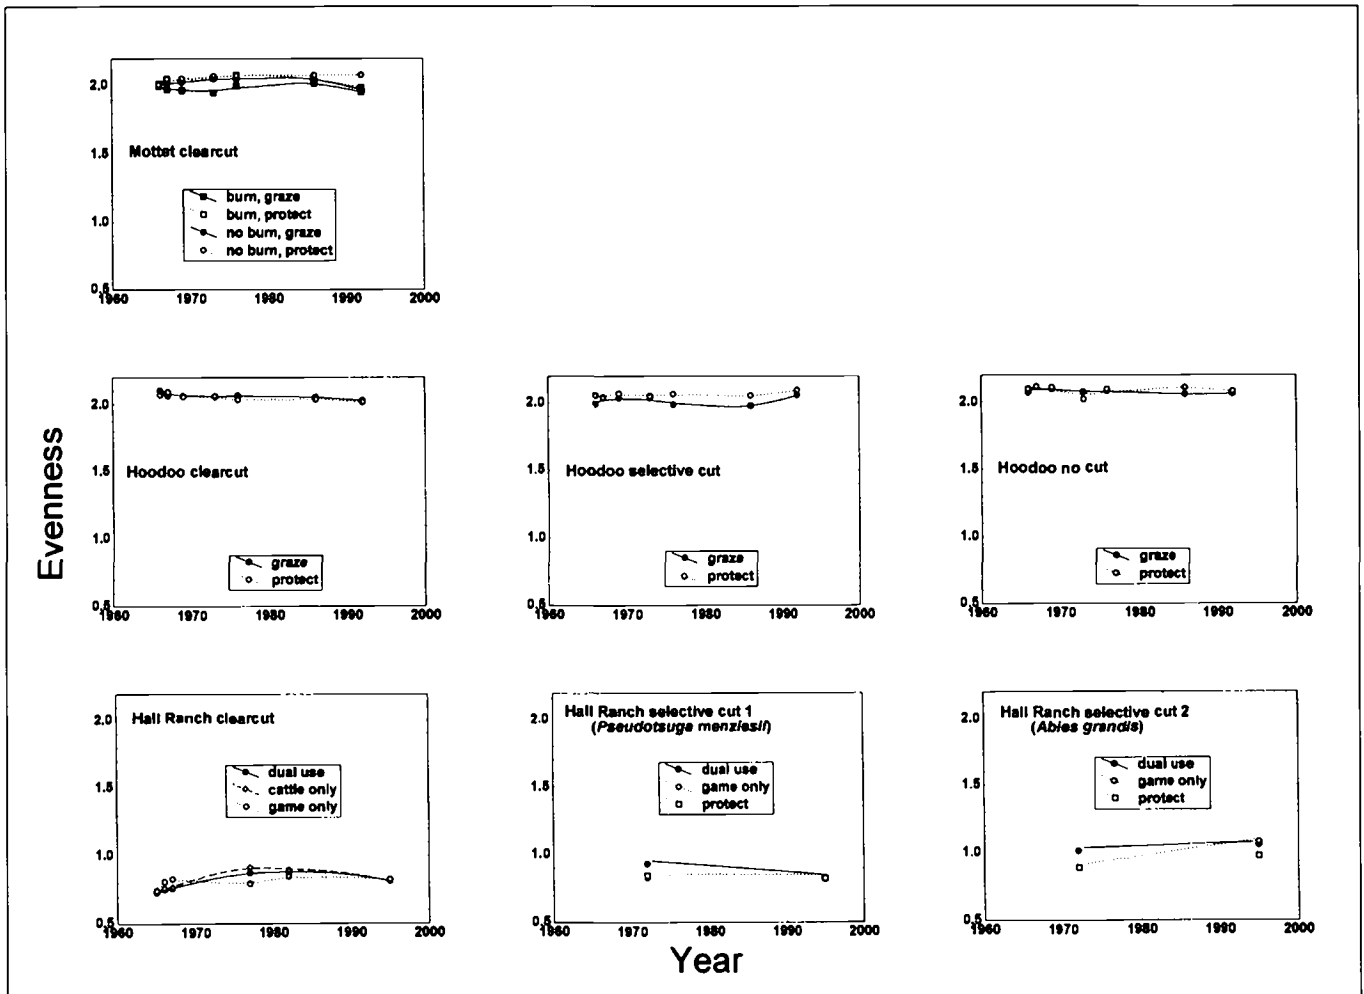 2.0
1.5
1.0
0.5
Mottet clearcut
burn, graze
burn, protect
no burn, graze
no burn, protect
1960 1970 1980 1990 2000
Evenness
2.0
1.5
1.0
0.5
Hoodoo clearcut
graze
protect
1960 1970 1980 1990 2000
2.0
1.5
1.0
0.5
Hoodoo selective cut
graze
protect
1960 1970 1980 1990 2000
2.0
1.5
1.0
0.5
Hoodoo no cut
graze
protect
1960 1970 1980 1990 2000
2.0
1.5
1.0
0.5
Hall Ranch clearcut
dual use
cattle only
game only
1960 1970 1980 1990 2000
2.0
1.5
1.0
0.5
Hall Ranch selective cut 1
(Pseudotsuga menziesii)
dual use
game only
protect
1960 1970 1980 1990 2000
2.0
1.5
1.0
0.5
Hall Ranch selective cut 2
(Abies grandis)
dual use
game only
protect
1960 1970 1980 1990 2000
Year